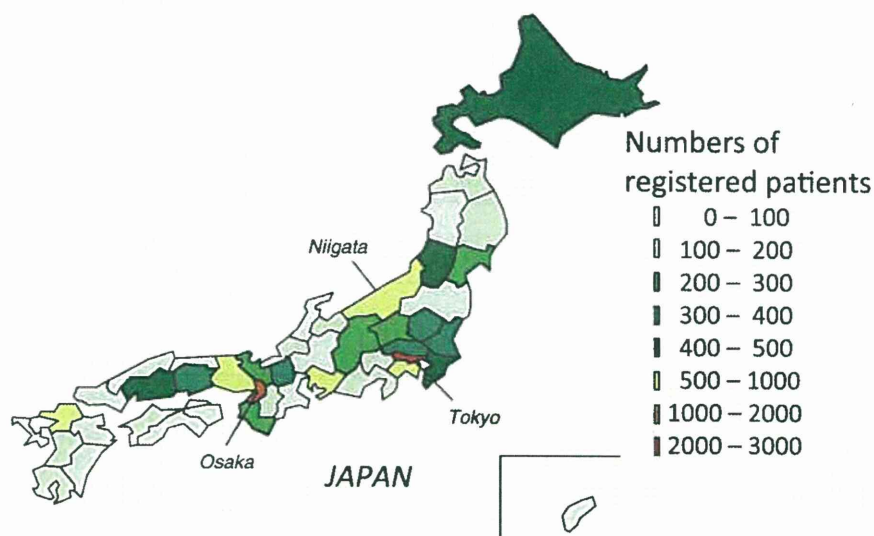 Numbers of
registered patients
0 – 100
100 – 200
200 – 300
300 – 400
400 – 500
500 – 1000
1000 – 2000
2000 – 3000
Niigata
Tokyo
Osaka
JAPAN